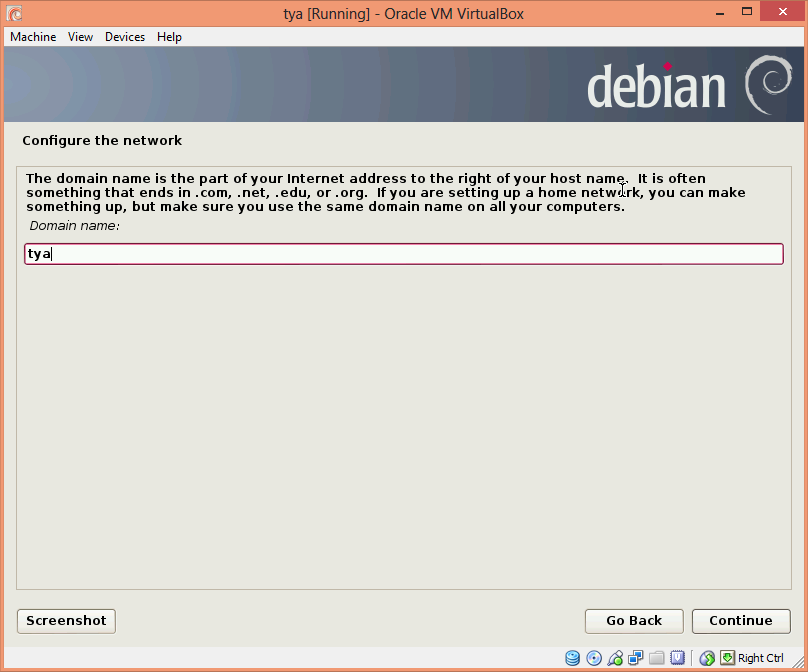 tya [Running] - Oracle VM VirtualBox
Machine View Devices Help
debian
Configure the network
The domain name is the part of your Internet address to the right of your host name.  It is often
something that ends in .com, .net, .edu, or .org.  If you are setting up a home network, you can make
something up, but make sure you use the same domain name on all your computers.
Domain name:
tya
Screenshot Go Back Continue
Right Ctrl